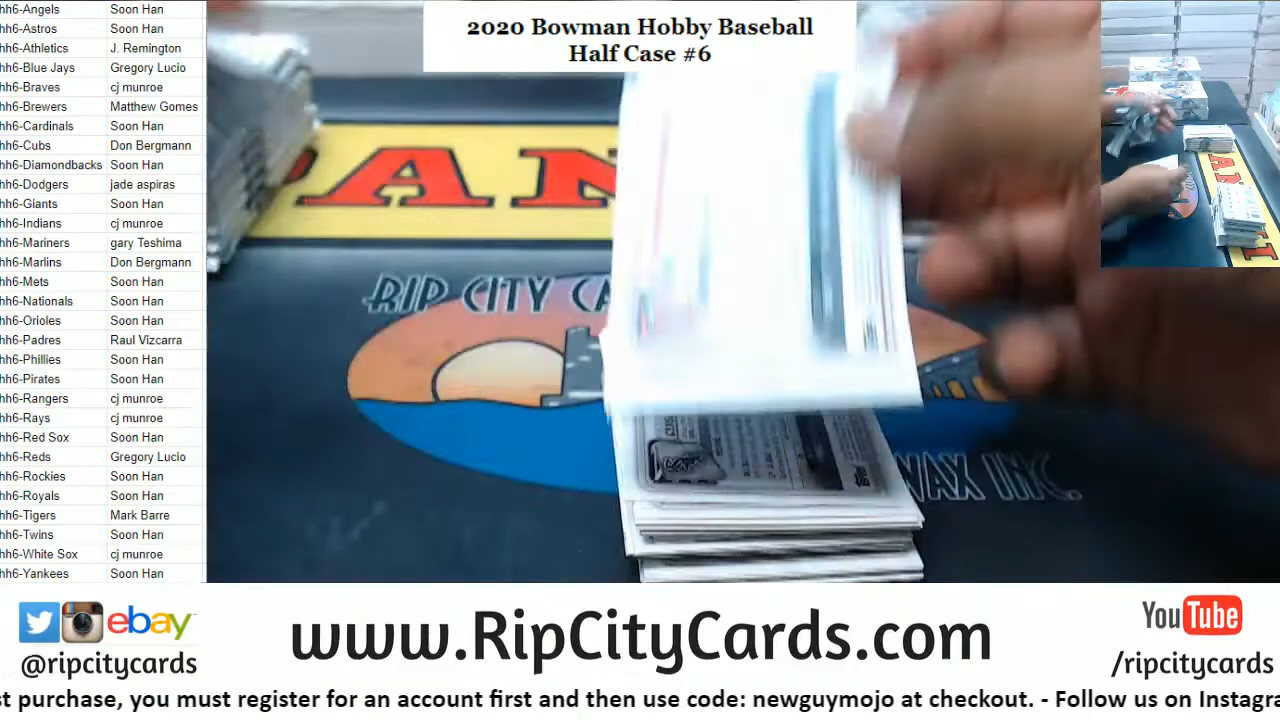 2020 Bowman Hobby Baseball
Half Case #6
hh6-Angels Soon Han
hh6-Astros Soon Han
hh6-Athletics J. Remington
hh6-Blue Jays Gregory Lucio
hh6-Braves cj munroe
hh6-Brewers Matthew Gomes
hh6-Cardinals Soon Han
hh6-Cubs Don Bergmann
hh6-Diamondbacks Soon Han
hh6-Dodgers jade aspiras
hh6-Giants Soon Han
hh6-Indians cj munroe
hh6-Mariners gary Teshima
hh6-Marlins Don Bergmann
hh6-Mets Soon Han
hh6-Nationals Soon Han
hh6-Orioles Soon Han
hh6-Padres Raul Vizcarra
hh6-Phillies Soon Han
hh6-Pirates Soon Han
hh6-Rangers cj munroe
hh6-Rays cj munroe
hh6-Red Sox Soon Han
hh6-Reds Gregory Lucio
hh6-Rockies Soon Han
hh6-Royals Soon Han
hh6-Tigers Mark Barre
hh6-Twins Soon Han
hh6-White Sox cj munroe
hh6-Yankees Soon Han
PAN
RIP CITY CA
WAX INC.
topps
ebay
@ripcitycards
www.RipCityCards.com
YouTube
/ripcitycards
st purchase, you must register for an account first and then use code: newguymojo at checkout. - Follow us on Instagra